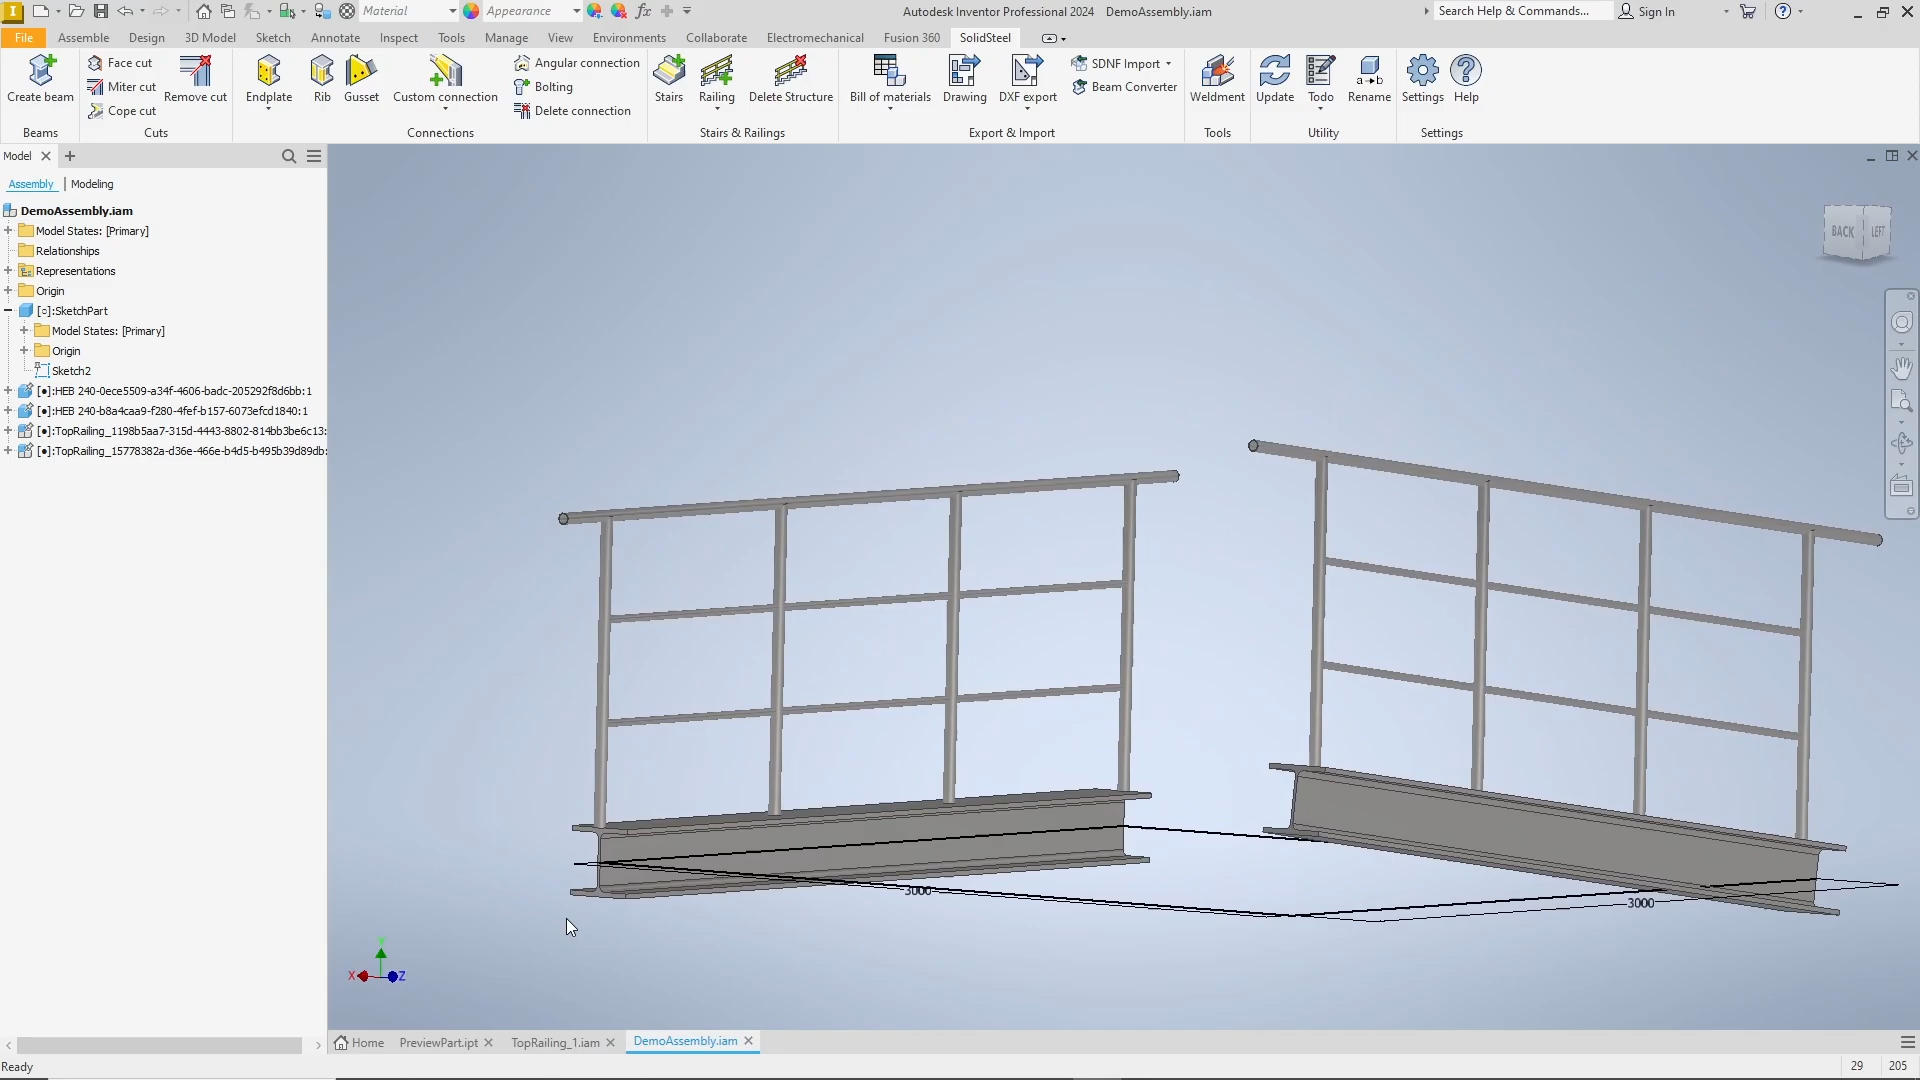 Material
Appearance
Autodesk Inventor Professional 2024 DemoAssembly.iam
Search Help & Commands...
Sign In
File
Assemble
Design
3D Model
Sketch
Annotate
Inspect
Tools
Manage
View
Environments
Collaborate
Electromechanical
Fusion 360
SolidSteel
Create beam
Face cut
Miter cut
Cope cut
Remove cut
Endplate
Rib
Gusset
Custom connection
Angular connection
Bolting
Delete connection
Stairs
Railing
Delete Structure
Bill of materials
Drawing
DXF export
SDNF Import
Beam Converter
Weldment
Update
Todo
Rename
Settings
Help
Beams
Cuts
Connections
Stairs & Railings
Export & Import
Tools
Utility
Settings
Model
Assembly
Modeling
DemoAssembly.iam
Model States: [Primary]
Relationships
Representations
Origin
[○]:SketchPart
Model States: [Primary]
Origin
Sketch2
[●]:HEB 240-0ece5509-a34f-4606-badc-205292f8d6bb:1
[●]:HEB 240-b8a4caa9-f280-4fef-b157-6073efcd1840:1
[●]:TopRailing_1198b5aa7-315d-4443-8802-814bb3be6c13:
[●]:TopRailing_15778382a-d36e-466e-b4d5-b495b39d89db:
BACK
LEFT
3000
3000
Y
X
Z
Home
PreviewPart.ipt
TopRailing_1.iam
DemoAssembly.iam
Ready
29
205